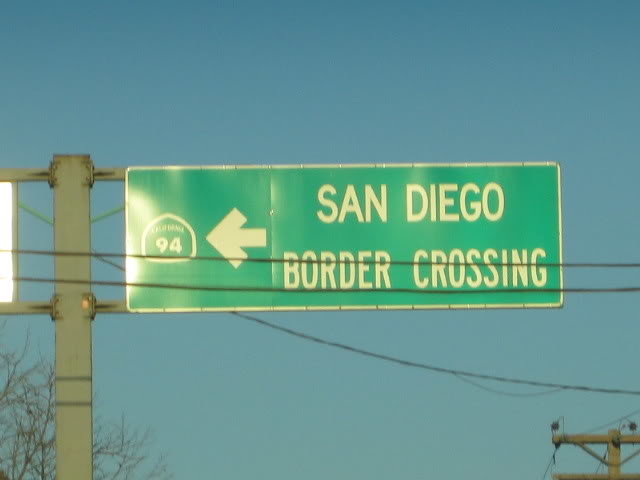 SAN DIEGO
CALIFORNIA
94
BORDER CROSSING